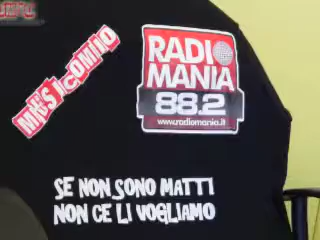 MUSICOMIO
RADIO
MANIA
88.2
www.radiomania.it
SE NON SONO MATTI
NON CE LI VOGLIAMO